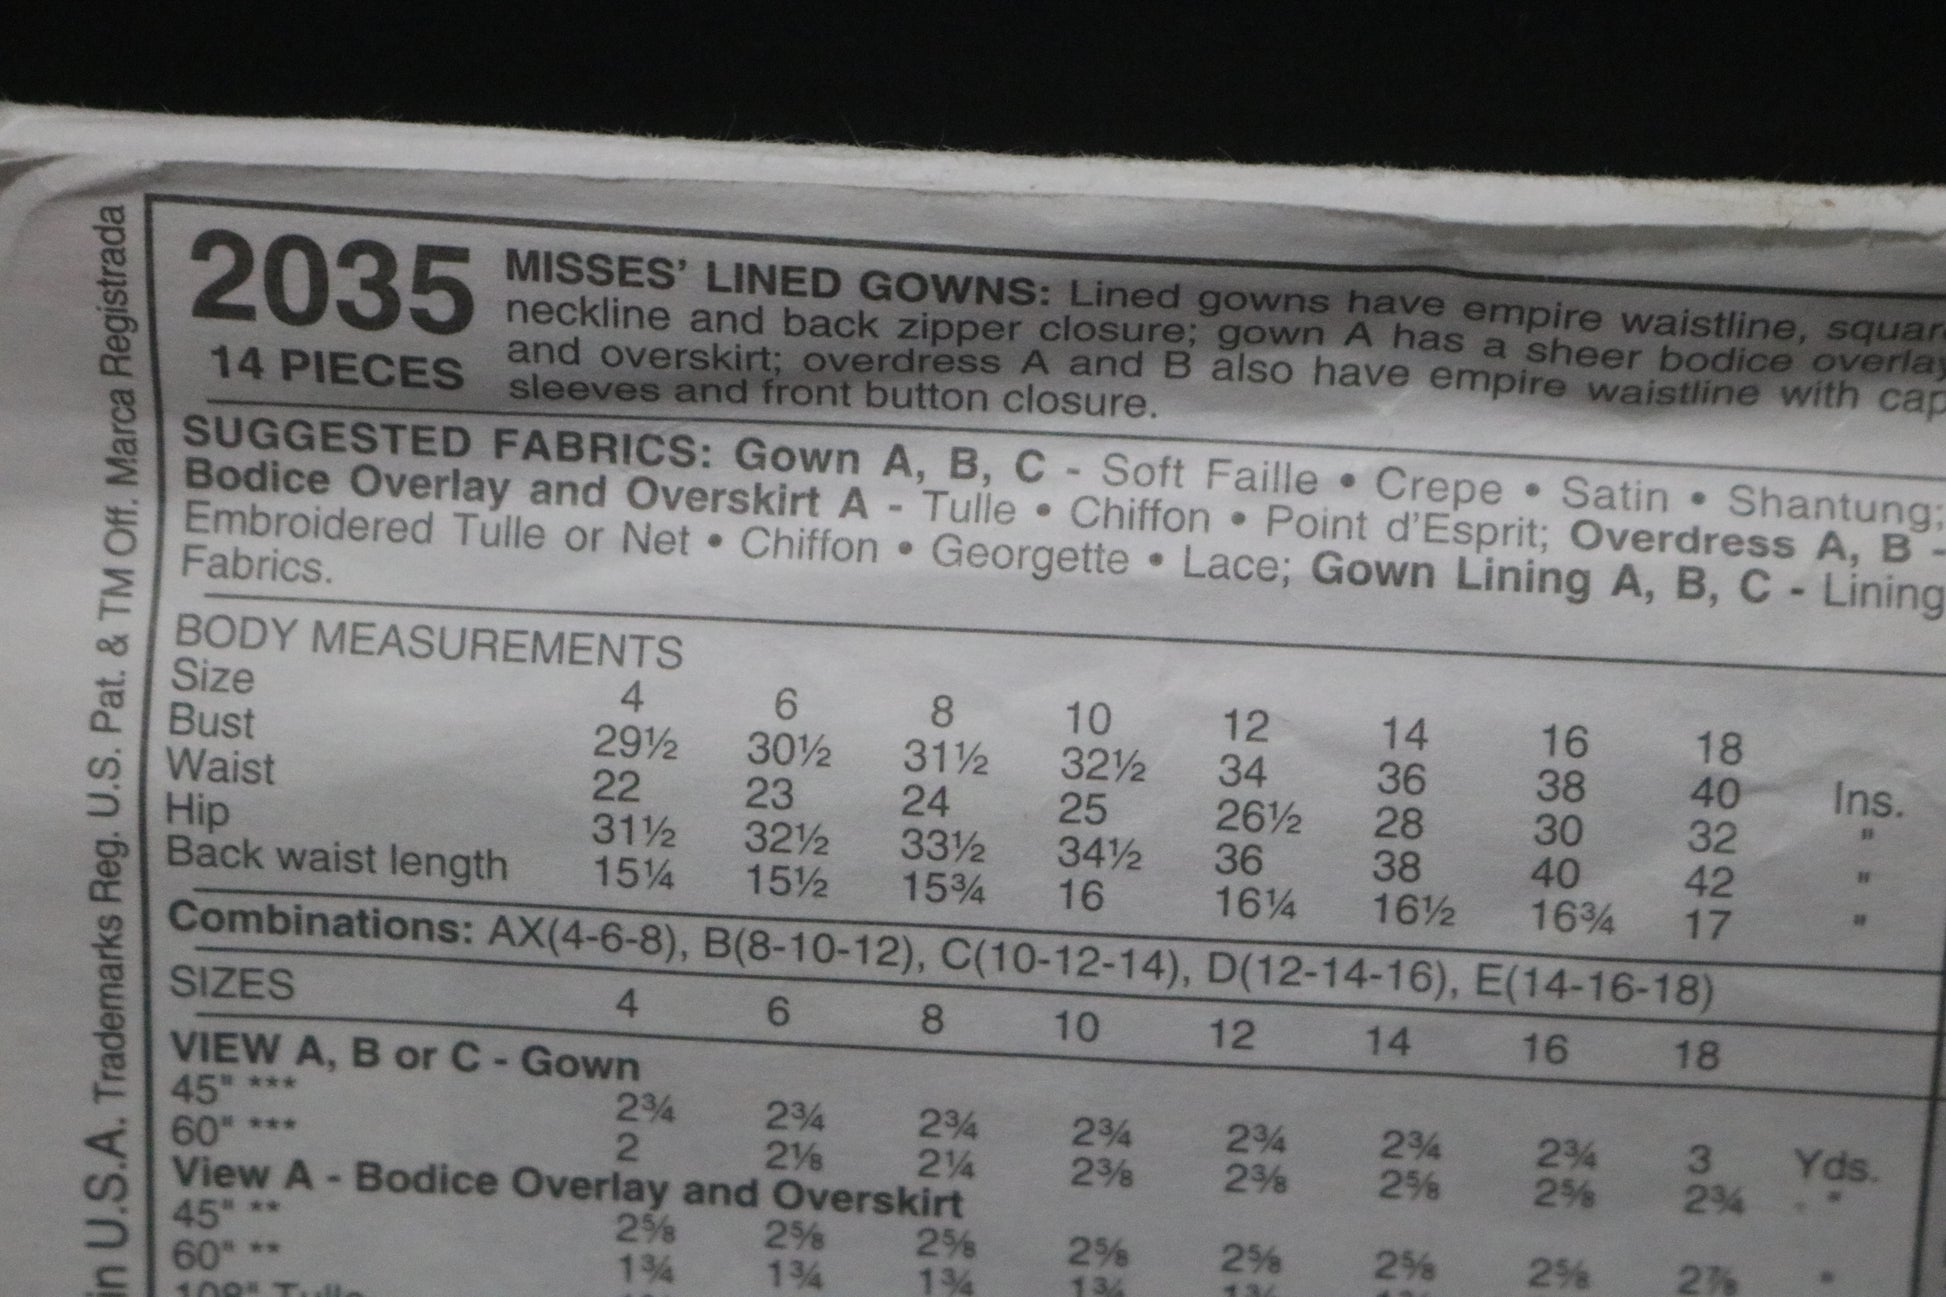 in U.S.A. Trademarks Reg. U.S. Pat. & TM Off. Marca Registrada
2035
14 PIECES
MISSES' LINED GOWNS: Lined gowns have empire waistline,
neckline and back zipper closure; gown A has a sheer bodice overlay
and overskirt; overdress A and B also have empire waistline with cap
sleeves and front button closure.
SUGGESTED FABRICS: Gown A, B, C - Soft Faille • Crepe • Satin • Shantung;
Bodice Overlay and Overskirt A - Tulle • Chiffon • Point d'Esprit; Overdress A, B -
Embroidered Tulle or Net • Chiffon • Georgette • Lace; Gown Lining A, B, C - Lining
Fabrics.
BODY MEASUREMENTS
Size 4 6 8 10 12 14 16 18
Bust 29½ 30½ 31½ 32½ 34 36 38 40 Ins.
Waist 22 23 24 25 26½ 28 30 32 "
Hip 31½ 32½ 33½ 34½ 36 38 40 42 "
Back waist length 15¼ 15½ 15¾ 16 16¼ 16½ 16¾ 17 "
Combinations: AX(4-6-8), B(8-10-12), C(10-12-14), D(12-14-16), E(14-16-18)
SIZES 4 6 8 10 12 14 16 18
VIEW A, B or C - Gown
45" *** 2¾ 2¾ 2¾ 2¾ 2¾ 2¾ 2¾ 3 Yds.
60" *** 2 2⅛ 2¼ 2⅜ 2⅜ 2⅝ 2⅝ 2¾ "
View A - Bodice Overlay and Overskirt
45" ** 2⅝ 2⅝ 2⅝ 2⅝ 2⅝ 2⅝ 2⅝ 2⅞ "
60" ** 1¾ 1¾ 1¾ 1¾
108" Tulle